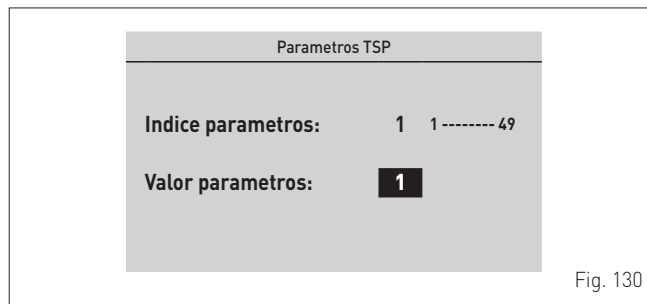 Parametros TSP
Indice parametros: 1 1 -------- 49
Valor parametros: 1
Fig. 130